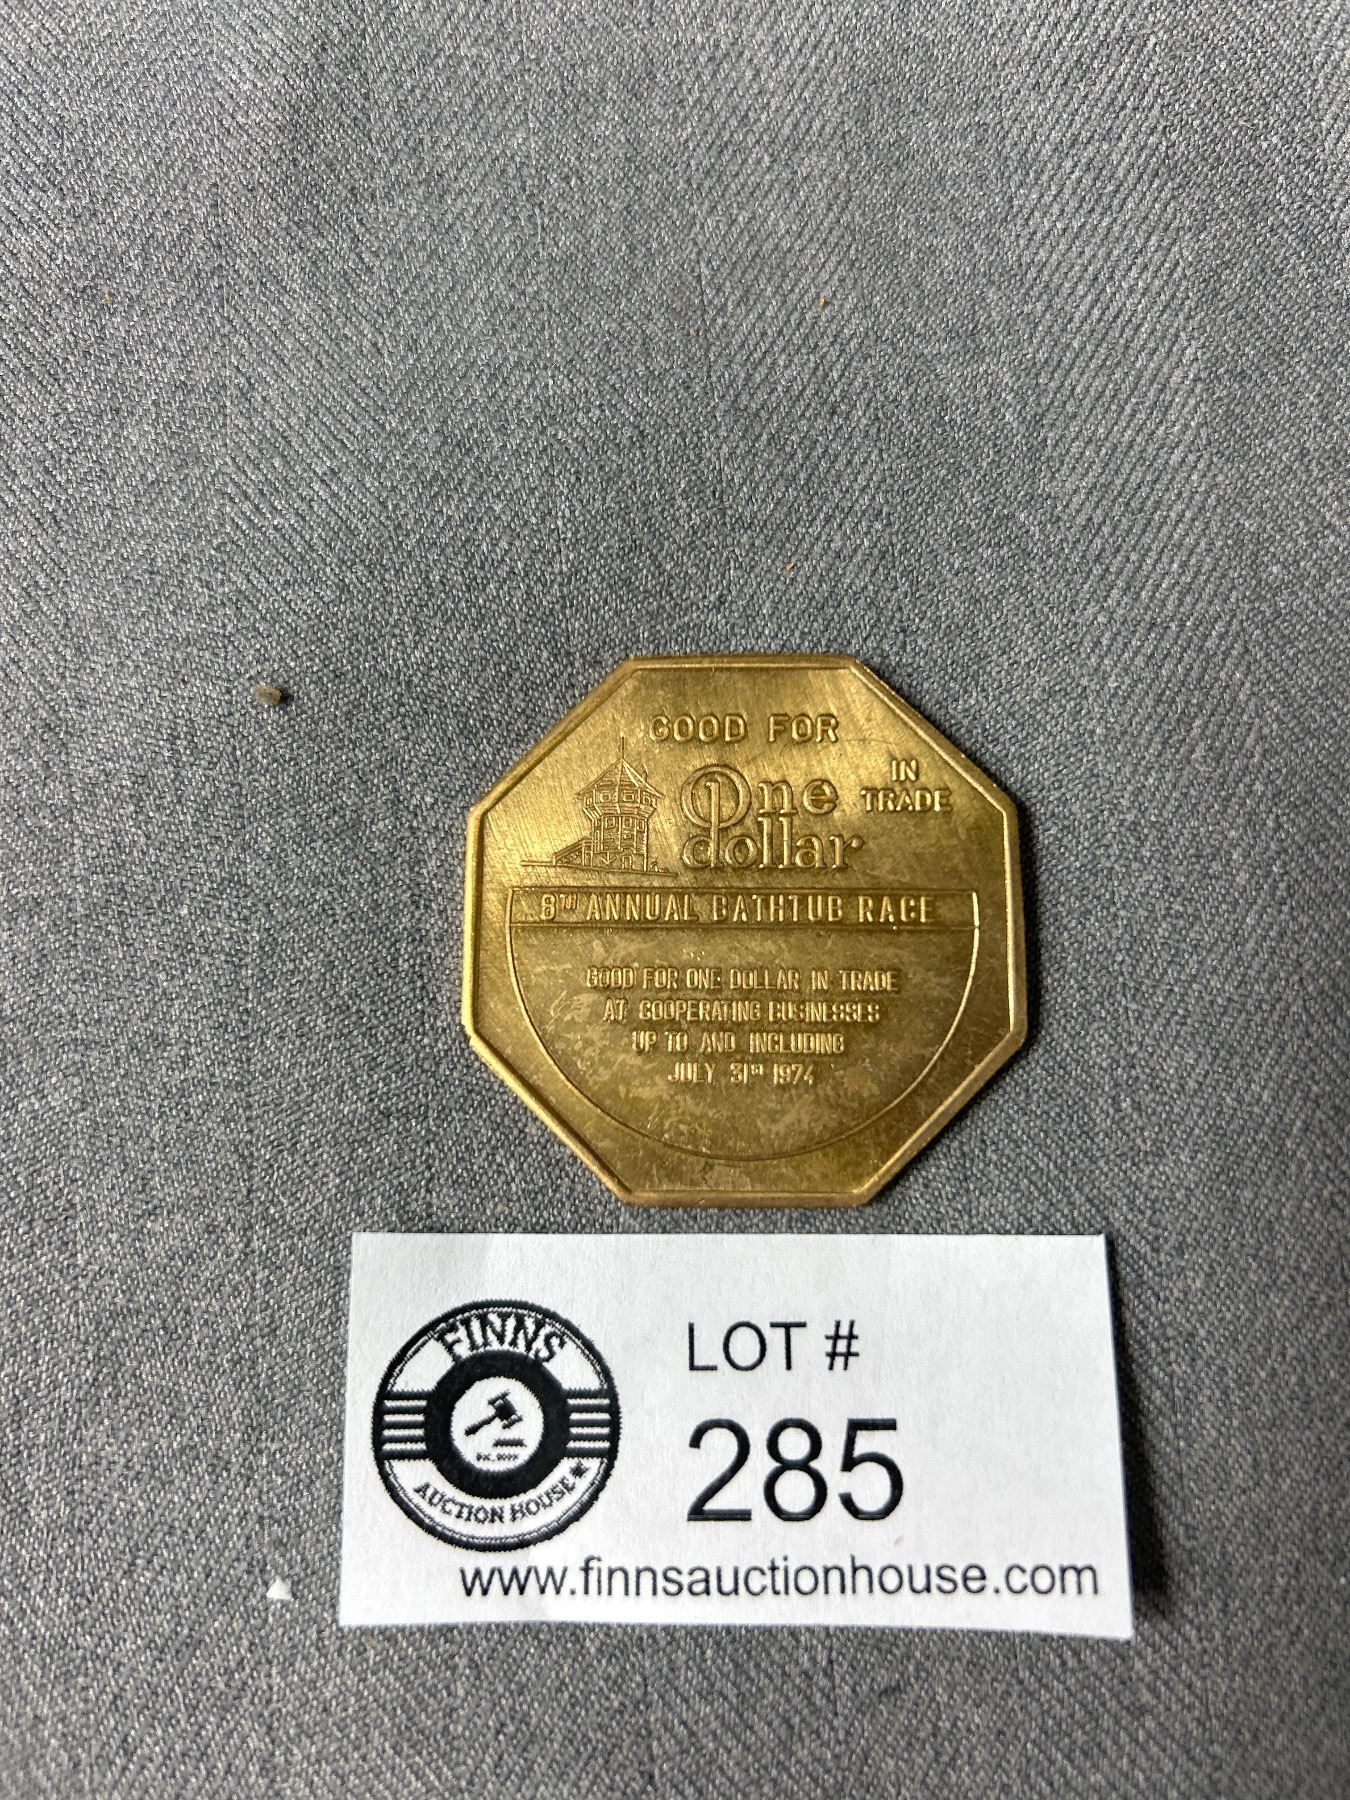 GOOD FOR
One
dollar
IN
TRADE
8TH ANNUAL BATHTUB RACE
GOOD FOR ONE DOLLAR IN TRADE
AT COOPERATING BUSINESSES
UP TO AND INCLUDING
JULY 31ST 1974
FINNS
AUCTION HOUSE
LOT #
285
www.finnsauctionhouse.com